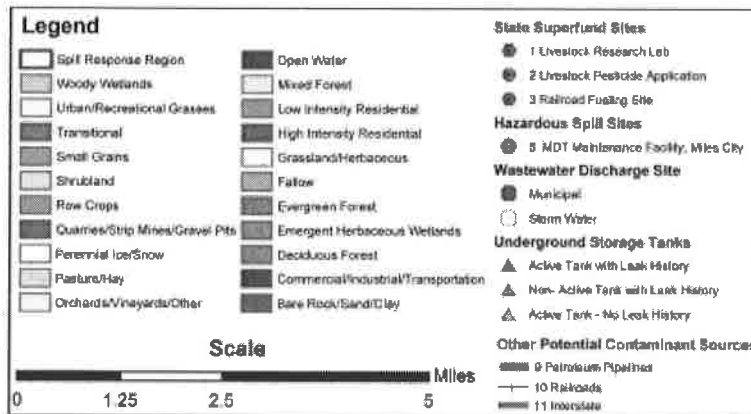 Legend
Spill Response Region
Woody Wetlands
Urban/Recreational Grasses
Transitional
Small Grains
Shrubland
Row Crops
Quarries/Strip Mines/Gravel Pits
Perennial Ice/Snow
Pasture/Hay
Orchards/Vineyards/Other
Open Water
Mixed Forest
Low Intensity Residential
High Intensity Residential
Grassland/Herbaceous
Fallow
Evergreen Forest
Emergent Herbaceous Wetlands
Deciduous Forest
Commercial/Industrial/Transportation
Bare Rock/Sand/Clay
Scale
Miles
0 1.25 2.5 5
State Superfund Sites
1 Livestock Research Lab
2 Livestock Pesticide Application
3 Railroad Fueling Site
Hazardous Spill Sites
8 MDT Maintenance Facility, Miles City
Wastewater Discharge Site
Municipal
Storm Water
Underground Storage Tanks
Active Tank with Leak History
Non- Active Tank with Leak History
Active Tank - No Leak History
Other Potential Contaminant Sources
9 Petroleum Pipelines
10 Railroads
11 Interstate